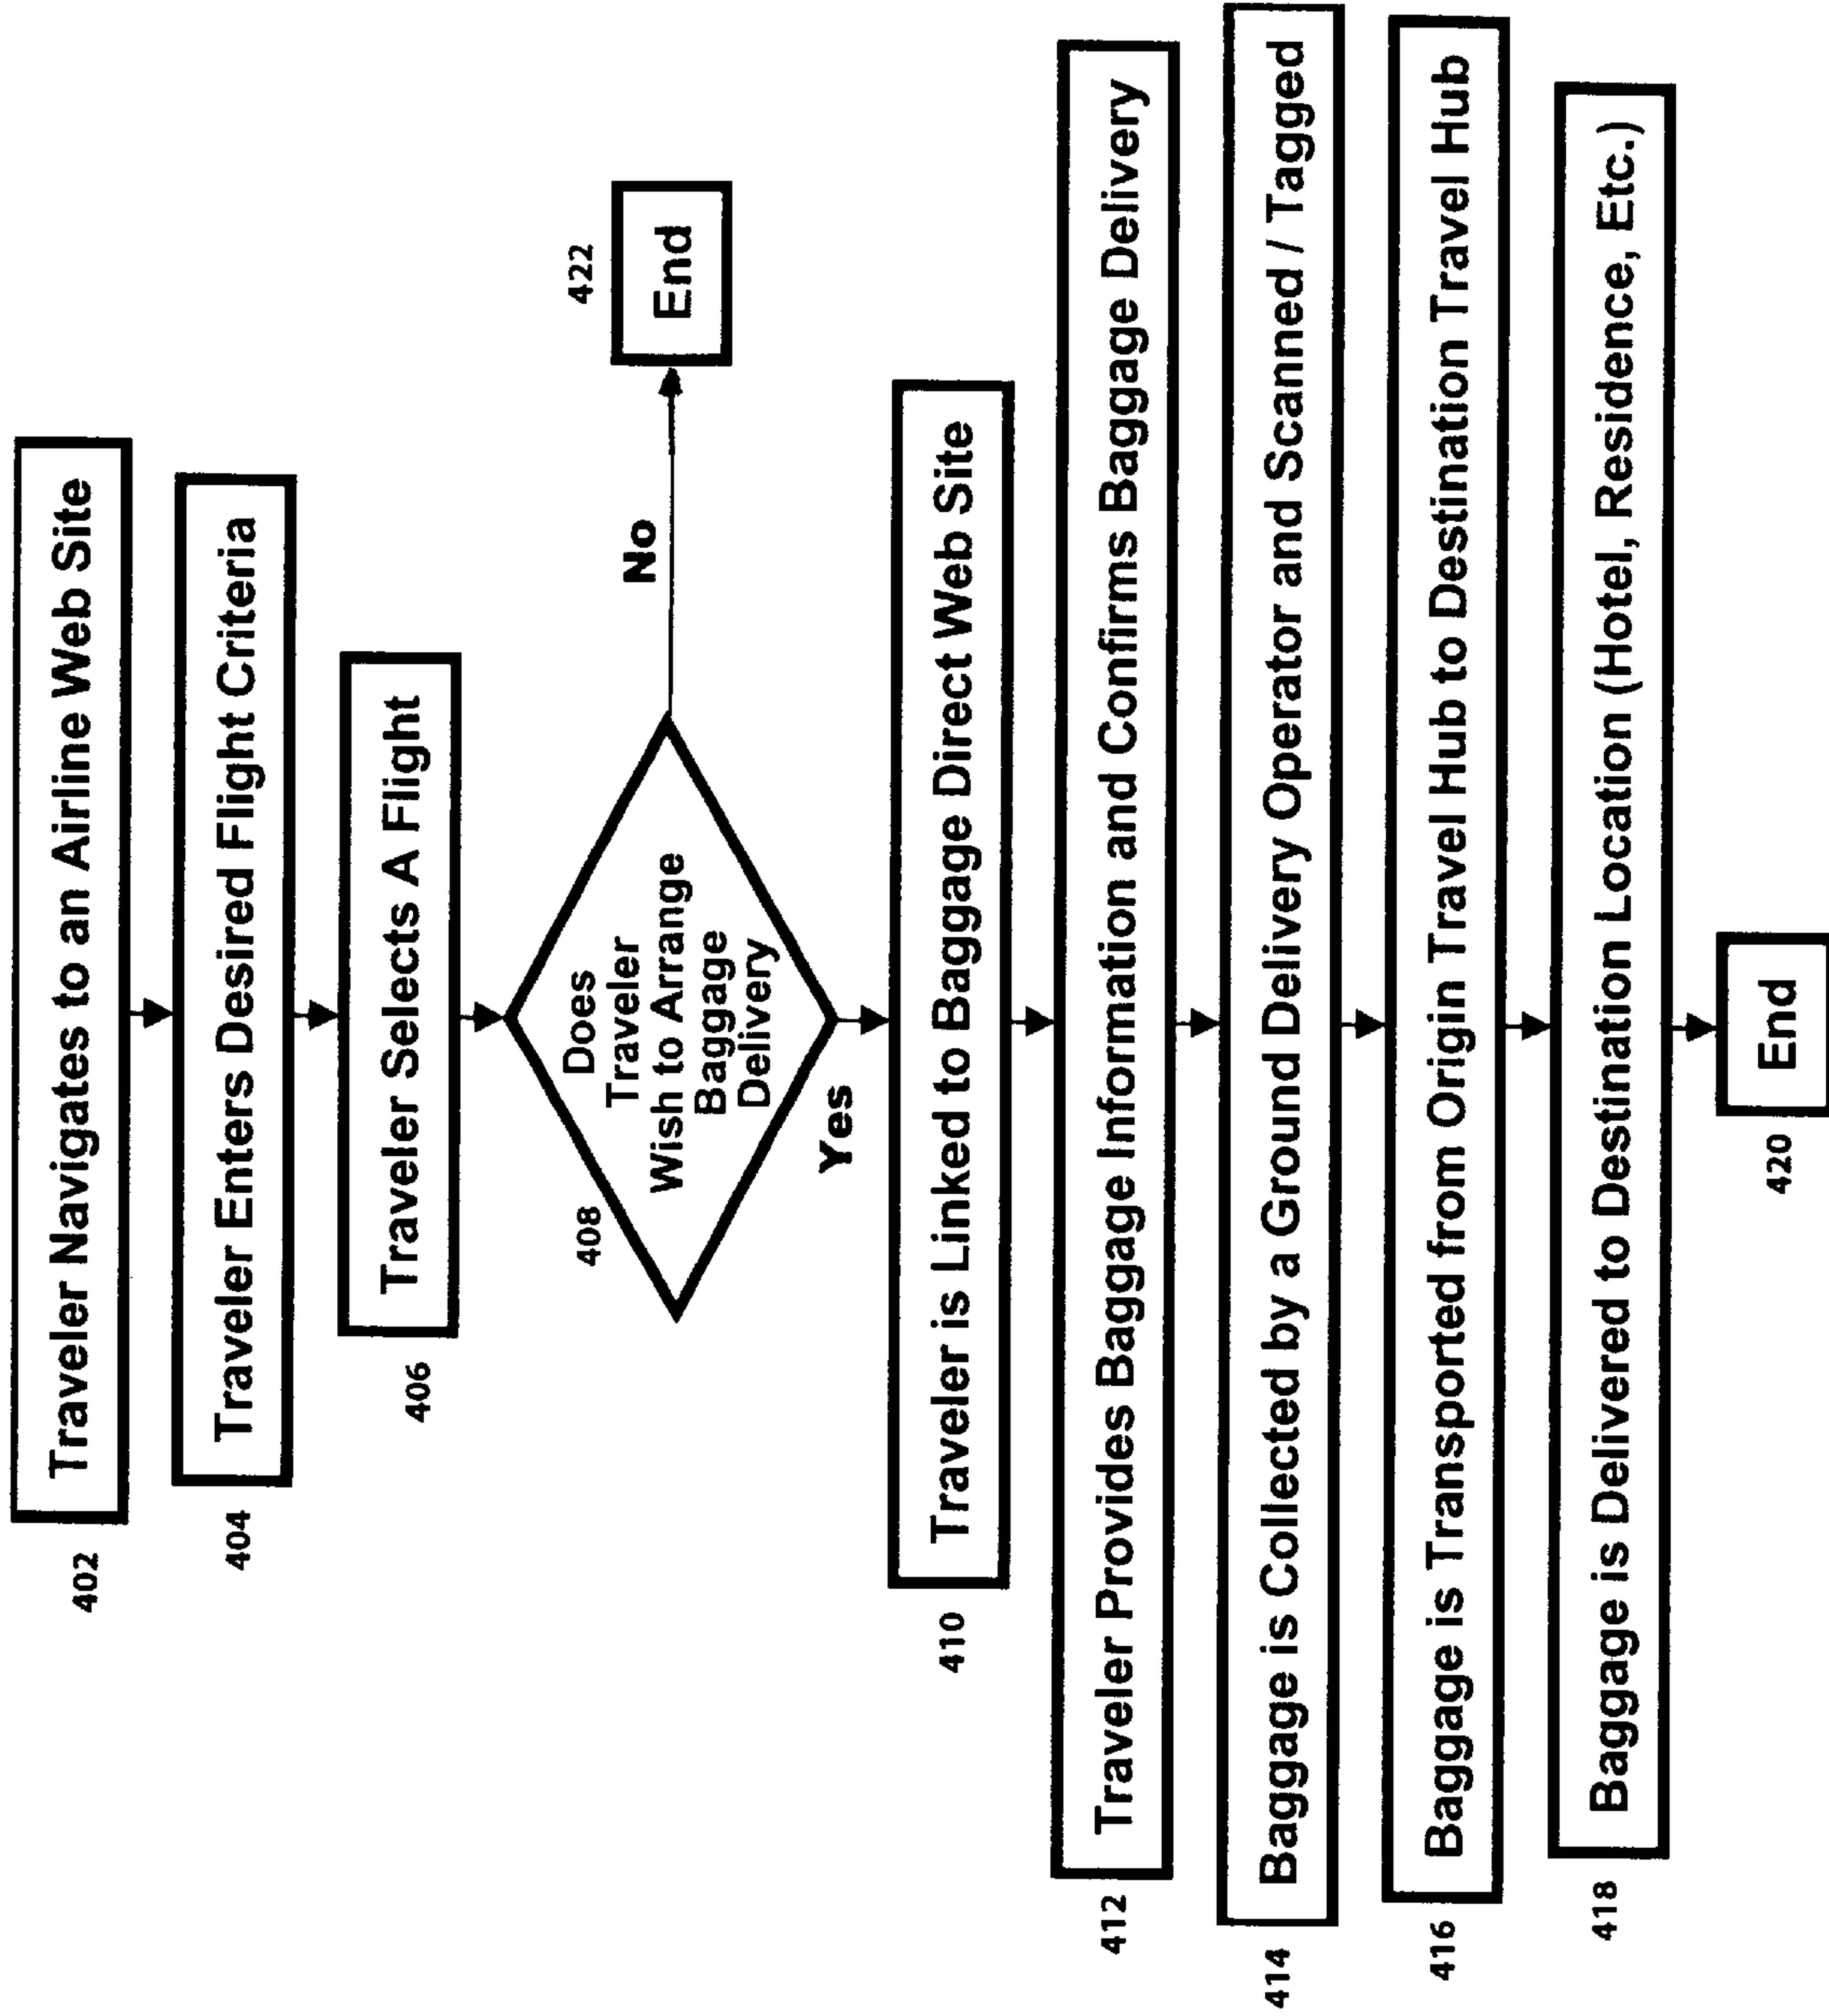 402
Traveler Navigates to an Airline Web Site
404
Traveler Enters Desired Flight Criteria
406
Traveler Selects A Flight
408
Does
Traveler
Wish to Arrange
Baggage
Delivery
No
422
End
Yes
410
Traveler is Linked to Baggage Direct Web Site
412
Traveler Provides Baggage Information and Confirms Baggage Delivery
414
Baggage is Collected by a Ground Delivery Operator and Scanned / Tagged
416
Baggage is Transported from Origin Travel Hub to Destination Travel Hub
418
Baggage is Delivered to Destination Location (Hotel, Residence, Etc.)
420
End